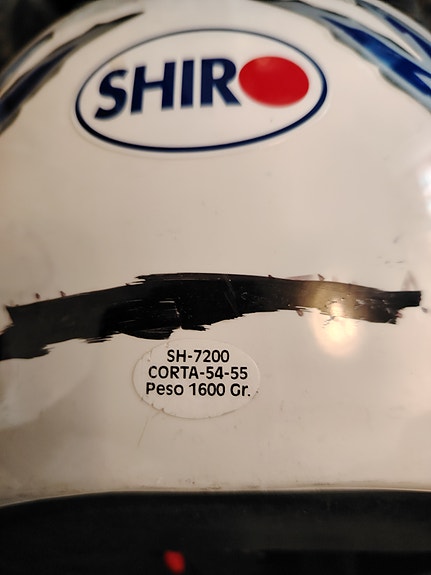 SHIRO
SH-7200
CORTA-54-55
Peso 1600 Gr.